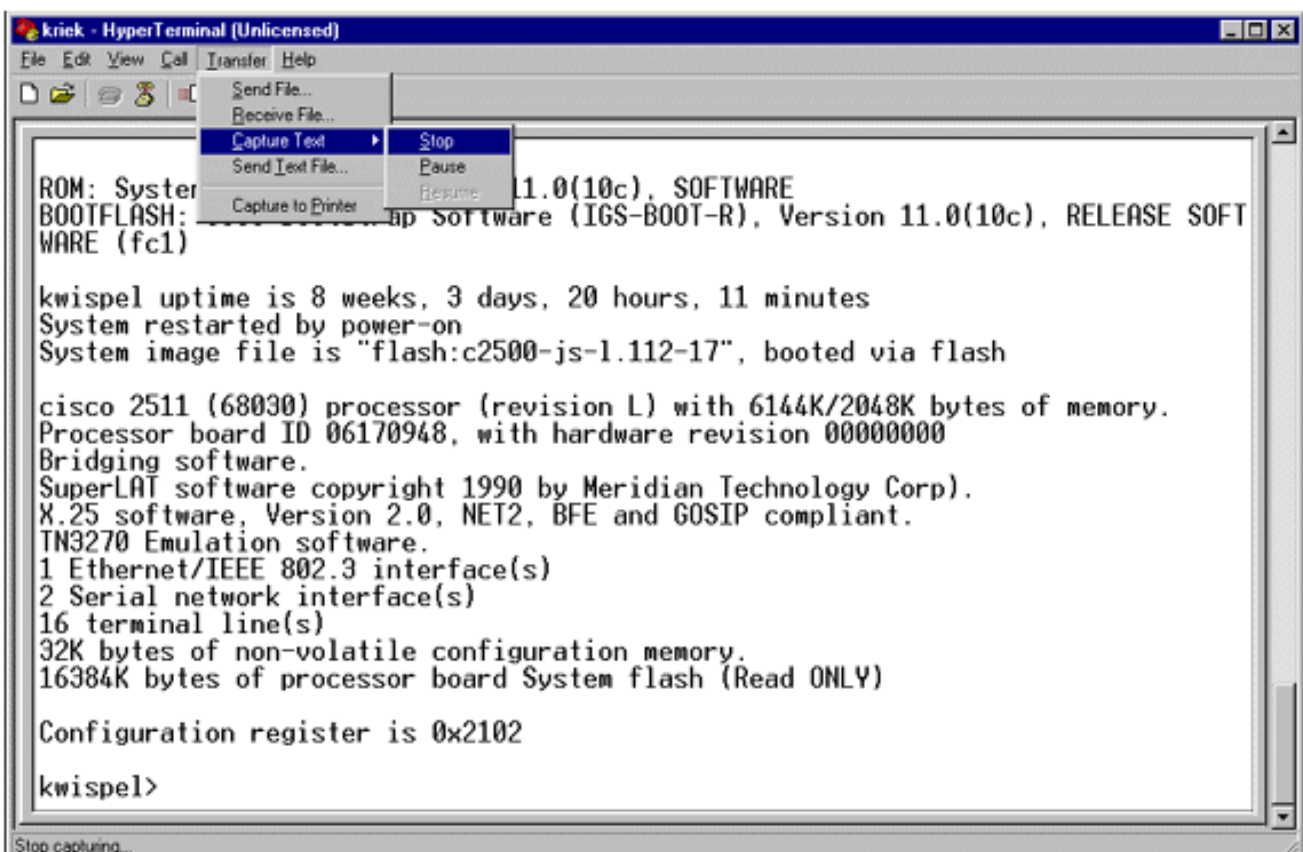 kriek - HyperTerminal (Unlicensed)
File Edit View Call Transfer Help
Send File...
Receive File...
Capture Text
Send Text File...
Capture to Printer
Stop
Pause
Resume
ROM: System 11.0(10c), SOFTWARE
BOOTFLASH: Software (IGS-BOOT-R), Version 11.0(10c), RELEASE SOFT
WARE (fc1)
kwispel uptime is 8 weeks, 3 days, 20 hours, 11 minutes
System restarted by power-on
System image file is "flash:c2500-js-l.112-17", booted via flash
cisco 2511 (68030) processor (revision L) with 6144K/2048K bytes of memory.
Processor board ID 06170948, with hardware revision 00000000
Bridging software.
SuperLAT software copyright 1990 by Meridian Technology Corp).
X.25 software, Version 2.0, NET2, BFE and GOSIP compliant.
TN3270 Emulation software.
1 Ethernet/IEEE 802.3 interface(s)
2 Serial network interface(s)
16 terminal line(s)
32K bytes of non-volatile configuration memory.
16384K bytes of processor board System flash (Read ONLY)
Configuration register is 0x2102
kwispel>
Stop capturing...